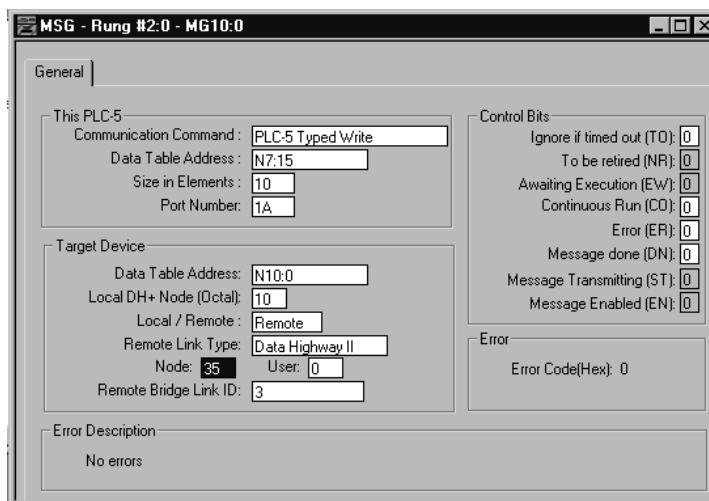 MSG - Rung #2:0 - MG10:0
General
This PLC-5
Communication Command : PLC-5 Typed Write
Data Table Address : N7:15
Size in Elements : 10
Port Number: 1A
Target Device
Data Table Address: N10:0
Local DH+ Node (Octal): 10
Local / Remote : Remote
Remote Link Type: Data Highway II
Node: 35 User: 0
Remote Bridge Link ID: 3
Control Bits
Ignore if timed out (TO): 0
To be retired (NR): 0
Awaiting Execution (EW): 0
Continuous Run (CO): 0
Error (ER): 0
Message done (DN): 0
Message Transmitting (ST): 0
Message Enabled (EN): 0
Error
Error Code(Hex): 0
Error Description
No errors